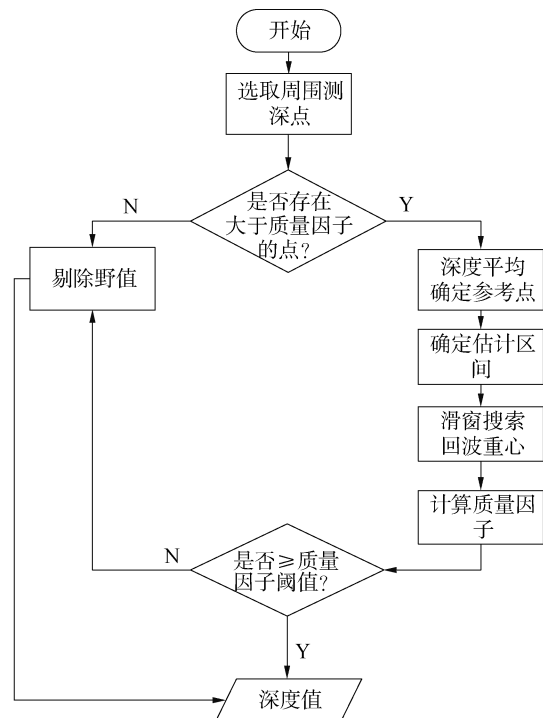 开始
选取周围测
深点
是否存在
大于质量因子
的点?
N
Y
剔除野值
深度平均
确定参考点
确定估计区
间
滑窗搜索
回波重心
计算质量因
子
是否≥质量
因子阈值?
N
Y
深度值